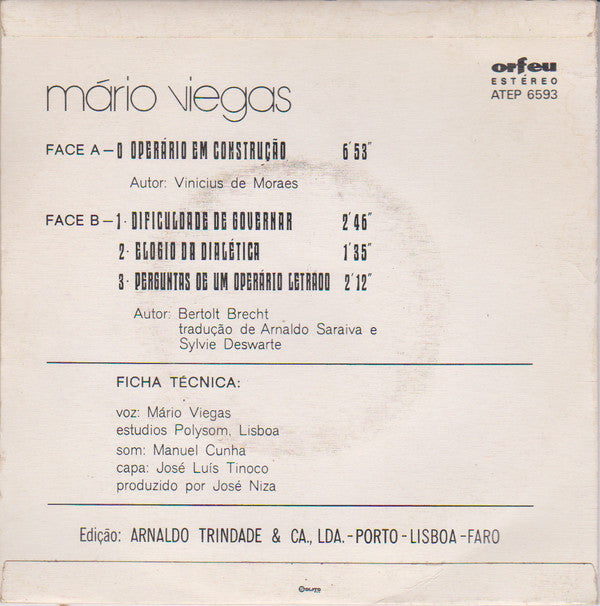 orfeu
ESTÉREO
ATEP 6593
mário viegas
FACE A – O OPERÁRIO EM CONSTRUÇÃO 6'53"
Autor: Vinicius de Moraes
FACE B – 1 · DIFICULDADE DE GOVERNAR 2'46"
2 · ELOGIO DA DIALÉTICA 1'35"
3 · PERGUNTAS DE UM OPERÁRIO LETRADO 2'12"
Autor: Bertolt Brecht
tradução de Arnaldo Saraiva e
Sylvie Deswarte
FICHA TÉCNICA:
voz: Mário Viegas
estudios Polysom, Lisboa
som: Manuel Cunha
capa: José Luís Tinoco
produzido por José Niza
Edição: ARNALDO TRINDADE & CA., LDA. - PORTO - LISBOA - FARO